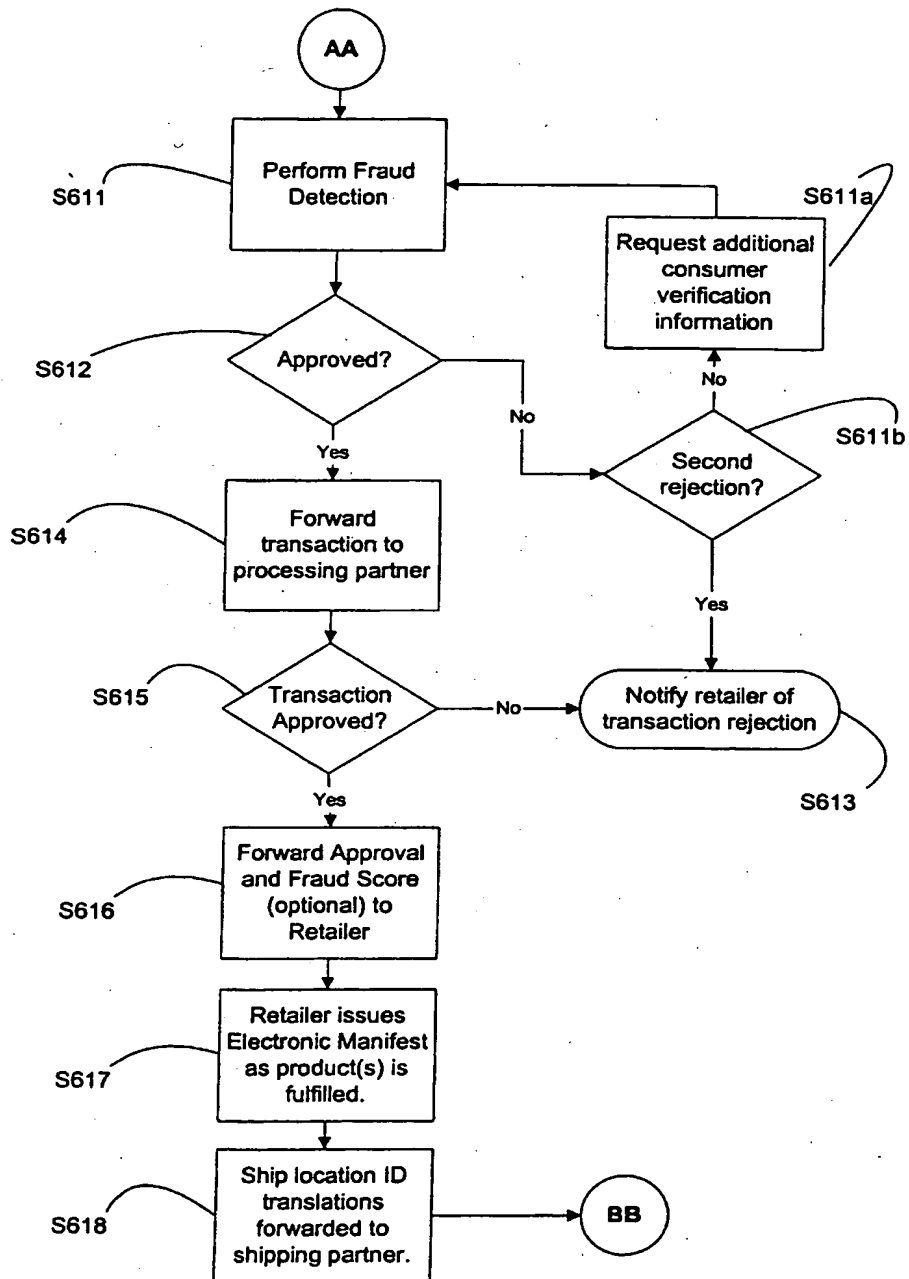 AA
Perform Fraud
Detection
S611
S611a
Request additional
consumer
verification
information
Approved?
S612
No
No
S611b
Second
rejection?
Yes
Forward
transaction to
processing partner
S614
Yes
Transaction
Approved?
S615
No
Notify retailer of
transaction rejection
S613
Yes
Forward Approval
and Fraud Score
(optional) to
Retailer
S616
Retailer issues
Electronic Manifest
as product(s) is
fulfilled.
S617
Ship location ID
translations
forwarded to
shipping partner.
S618
BB